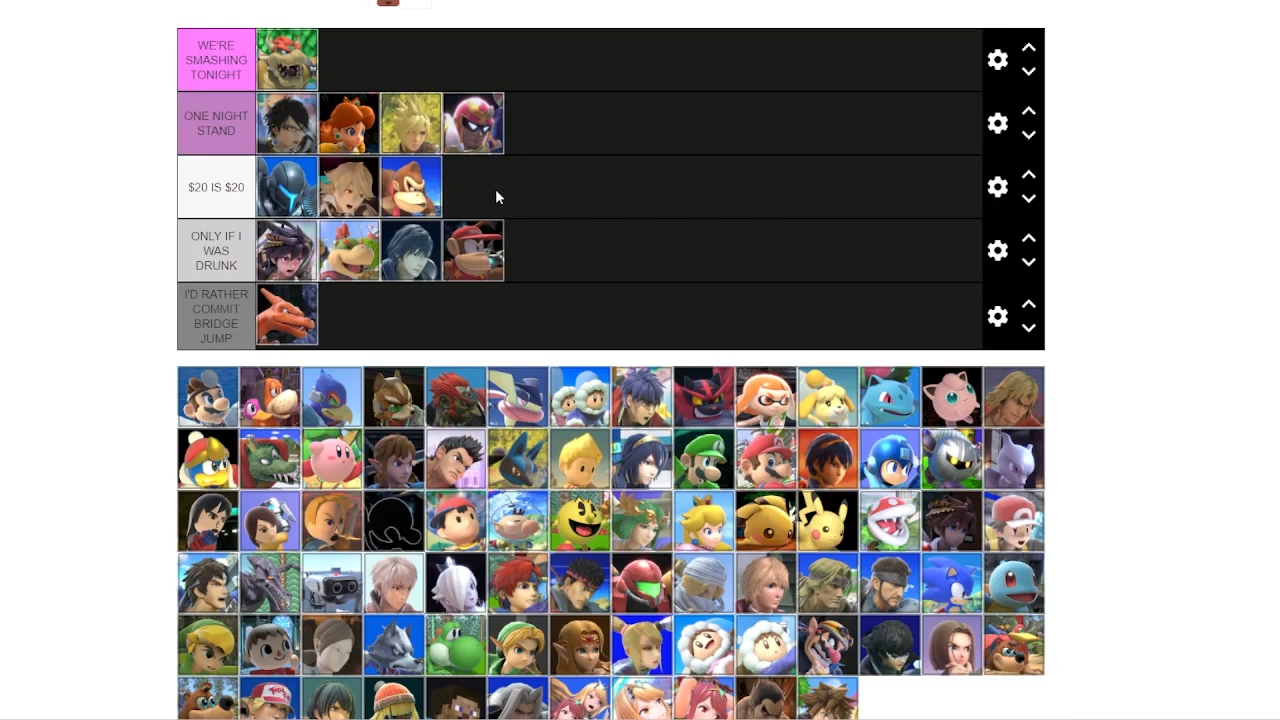 WE'RE
SMASHING
TONIGHT
ONE NIGHT
STAND
$20 IS $20
ONLY IF I
WAS
DRUNK
I'D RATHER
COMMIT
BRIDGE
JUMP